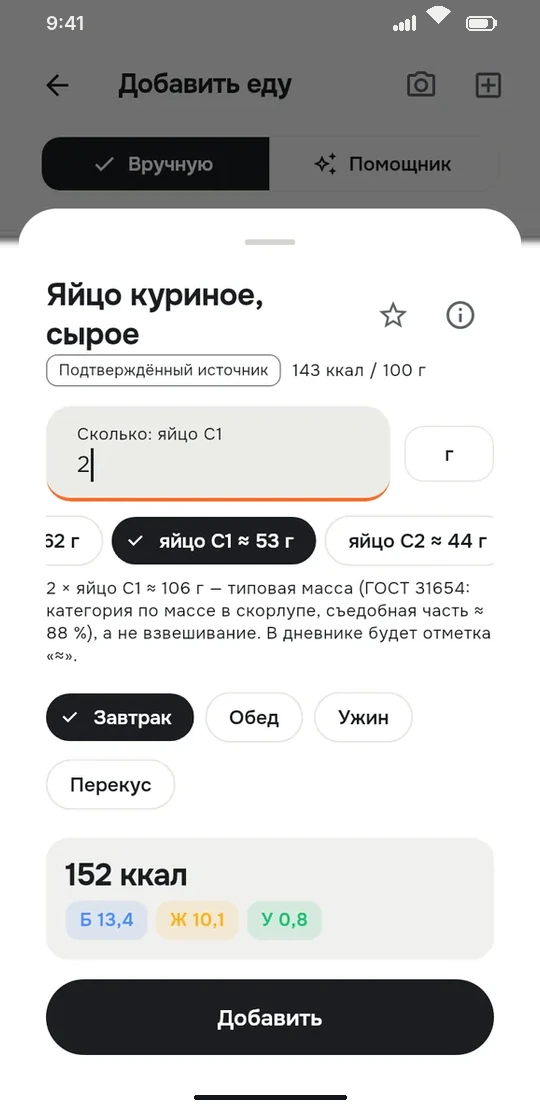 9:41
Добавить еду
Вручную
Помощник
Яйцо куриное,
сырое
Подтверждённый источник
143 ккал / 100 г
Сколько: яйцо С1
2
г
62 г
яйцо С1 ≈ 53 г
яйцо С2 ≈ 44 г
2 × яйцо С1 ≈ 106 г — типовая масса (ГОСТ 31654:
категория по массе в скорлупе, съедобная часть ≈
88 %), а не взвешивание. В дневнике будет отметка
«≈».
Завтрак
Обед
Ужин
Перекус
152 ккал
Б 13,4
Ж 10,1
У 0,8
Добавить